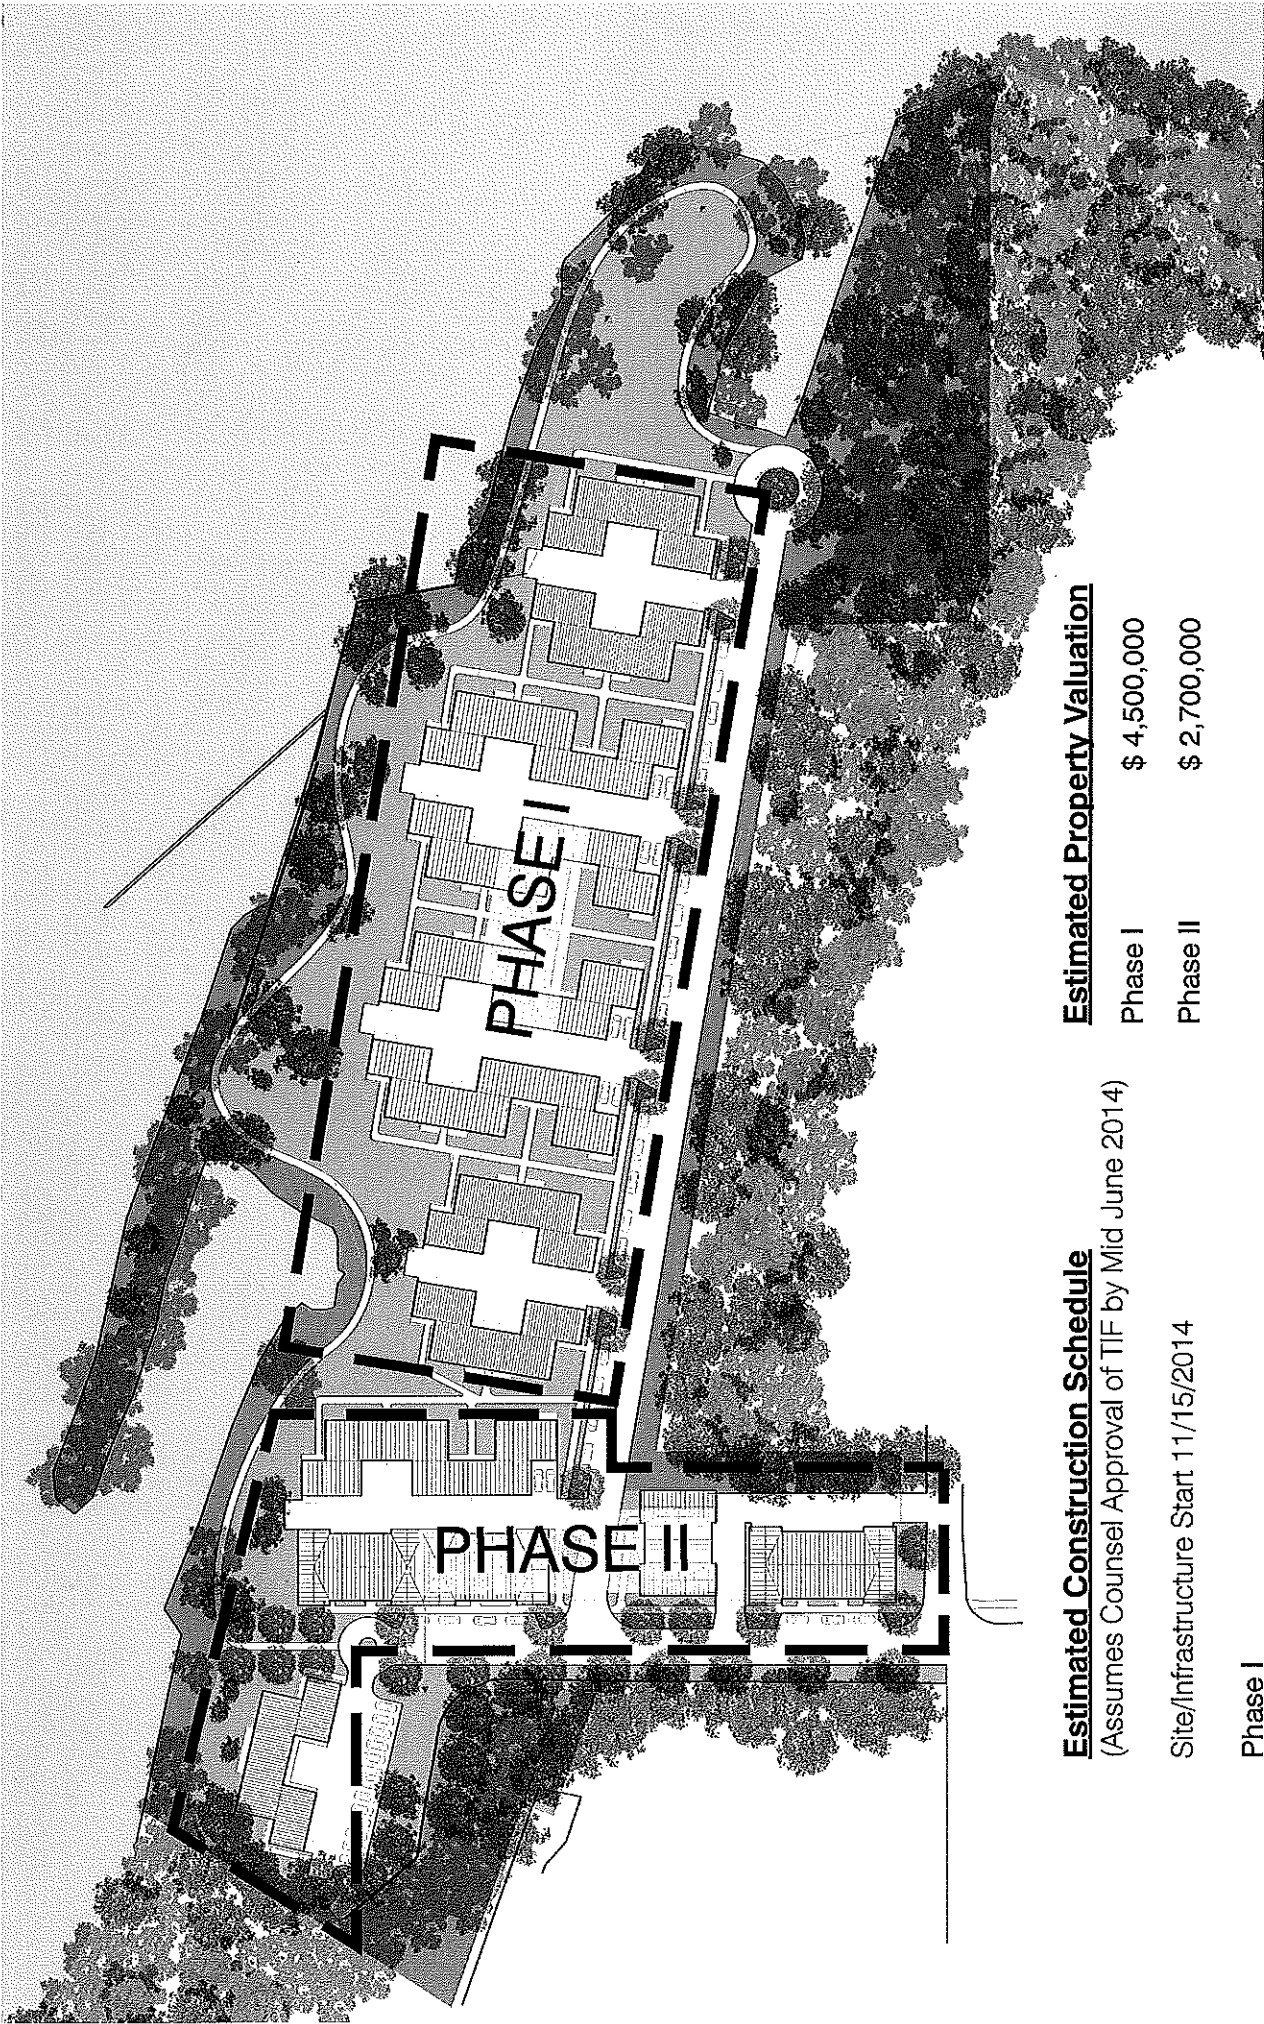 PHASE I
PHASE II
Estimated Construction Schedule
(Assumes Counsel Approval of TIF by Mid June 2014)
Site/Infrastructure Start 11/15/2014
Phase I
Estimated Property Valuation
Phase I $ 4,500,000
Phase II $ 2,700,000